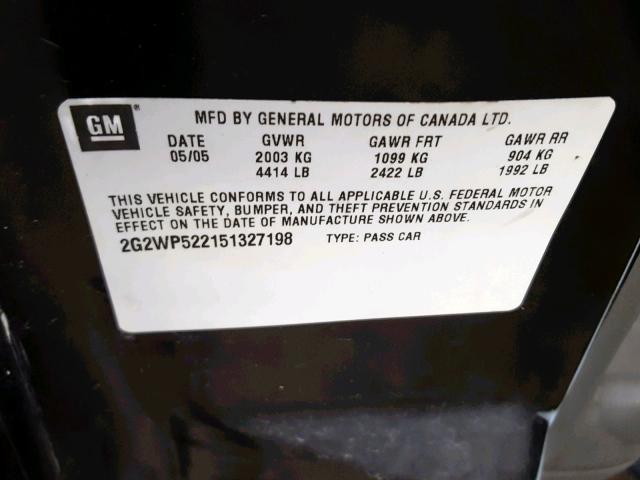 GM®
MFD BY GENERAL MOTORS OF CANADA LTD.
DATE GVWR GAWR FRT GAWR RR
05/05 2003 KG 1099 KG 904 KG
4414 LB 2422 LB 1992 LB
THIS VEHICLE CONFORMS TO ALL APPLICABLE U.S. FEDERAL MOTOR
VEHICLE SAFETY, BUMPER, AND THEFT PREVENTION STANDARDS IN
EFFECT ON THE DATE OF MANUFACTURE SHOWN ABOVE.
2G2WP522151327198 TYPE: PASS CAR